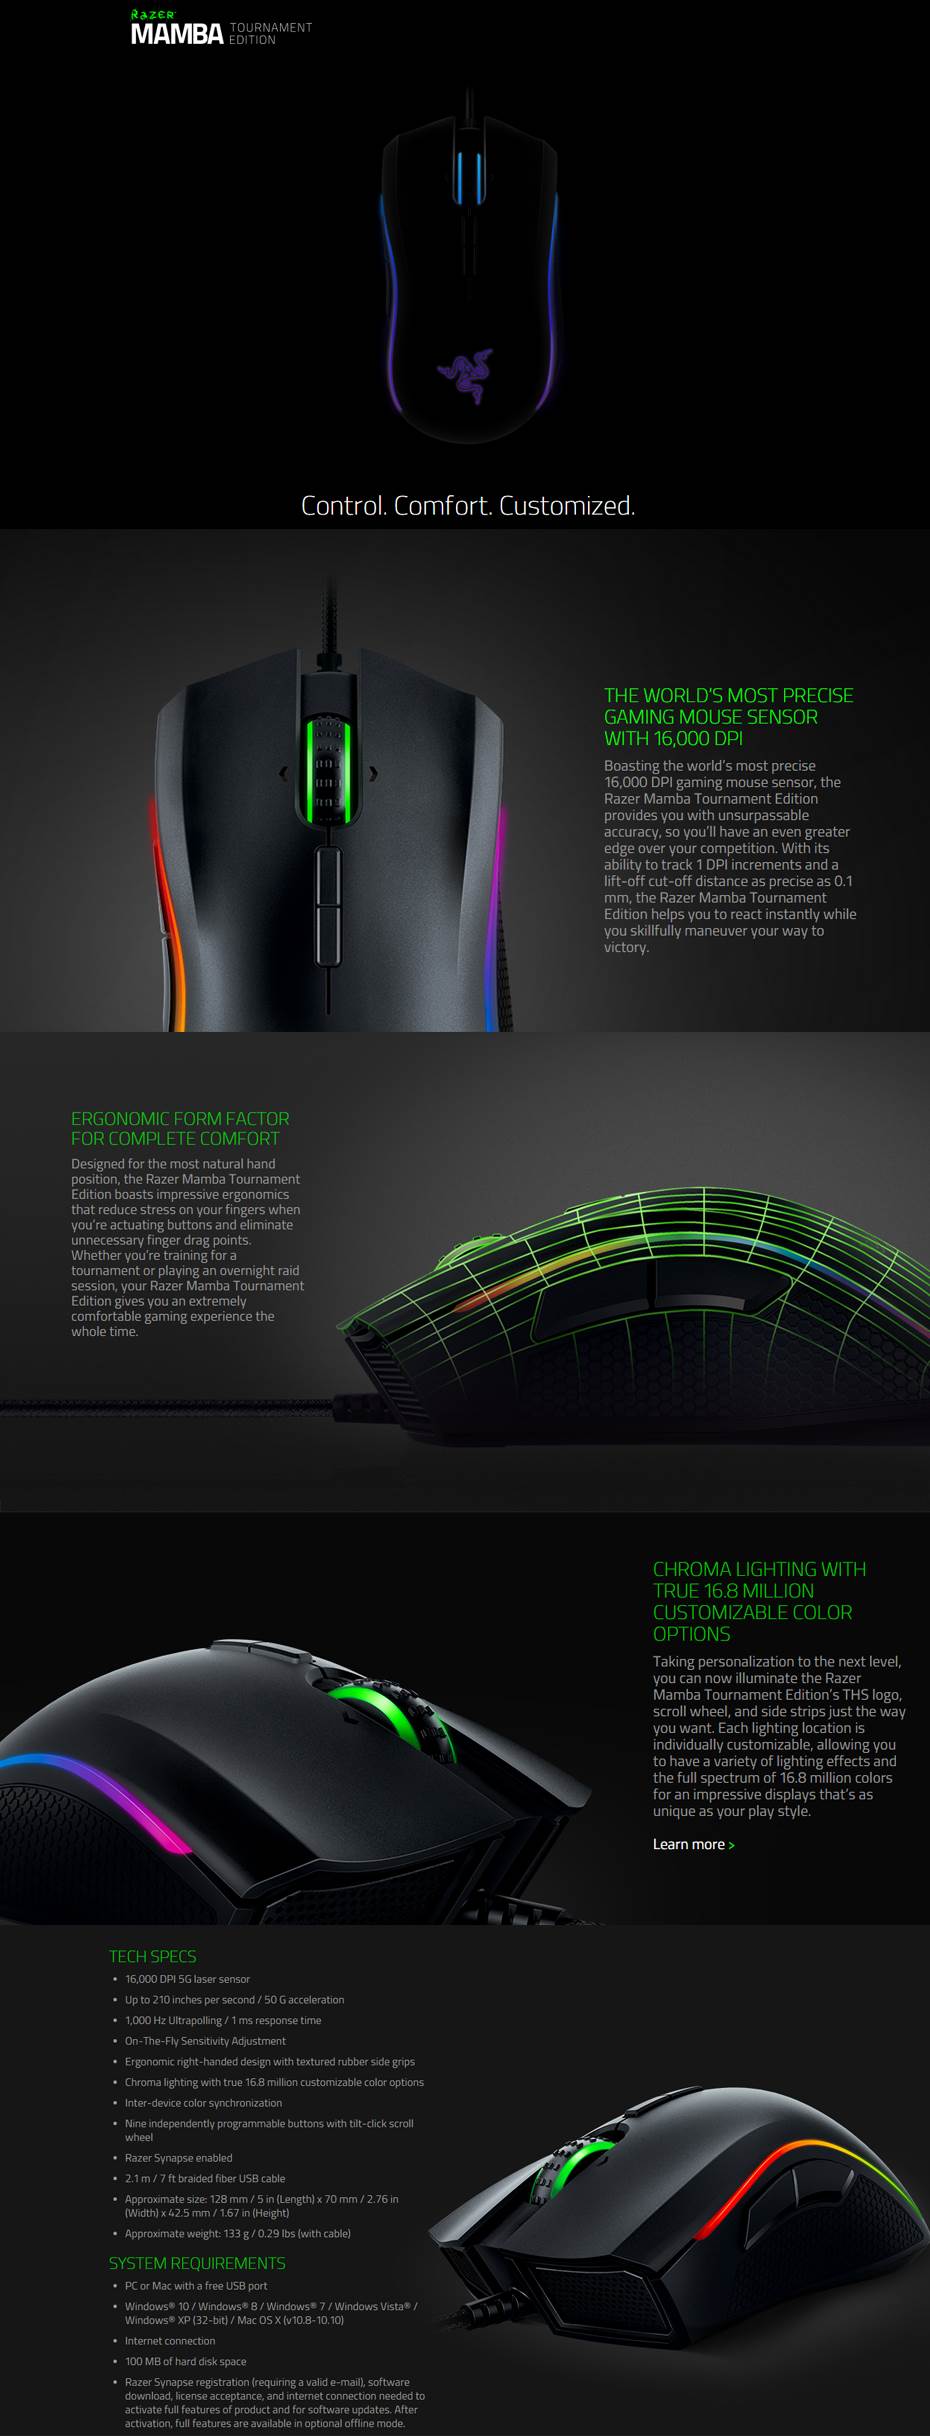 RAZER
MAMBA TOURNAMENT EDITION
Control. Comfort. Customized.
THE WORLD'S MOST PRECISE
GAMING MOUSE SENSOR
WITH 16,000 DPI
Boasting the world's most precise
16,000 DPI gaming mouse sensor, the
Razer Mamba Tournament Edition
provides you with unsurpassable
accuracy, so you'll have an even greater
edge over your competition. With its
ability to track 1 DPI increments and a
lift-off cut-off distance as precise as 0.1
mm, the Razer Mamba Tournament
Edition helps you to react instantly while
you skillfully maneuver your way to
victory.
ERGONOMIC FORM FACTOR
FOR COMPLETE COMFORT
Designed for the most natural hand
position, the Razer Mamba Tournament
Edition boasts impressive ergonomics
that reduce stress on your fingers when
you're actuating buttons and eliminate
unnecessary finger drag points.
Whether you're training for a
tournament or playing an overnight raid
session, your Razer Mamba Tournament
Edition gives you an extremely
comfortable gaming experience the
whole time.
CHROMA LIGHTING WITH
TRUE 16.8 MILLION
CUSTOMIZABLE COLOR
OPTIONS
Taking personalization to the next level,
you can now illuminate the Razer
Mamba Tournament Edition's THS logo,
scroll wheel, and side strips just the way
you want. Each lighting location is
individually customizable, allowing you
to have a variety of lighting effects and
the full spectrum of 16.8 million colors
for an impressive displays that's as
unique as your play style.
Learn more >
TECH SPECS
• 16,000 DPI 5G laser sensor
• Up to 210 inches per second / 50 G acceleration
• 1,000 Hz Ultrapolling / 1 ms response time
• On-The-Fly Sensitivity Adjustment
• Ergonomic right-handed design with textured rubber side grips
• Chroma lighting with true 16.8 million customizable color options
• Inter-device color synchronization
• Nine independently programmable buttons with tilt-click scroll
wheel
• Razer Synapse enabled
• 2.1 m / 7 ft braided fiber USB cable
• Approximate size: 128 mm / 5 in (Length) x 70 mm / 2.76 in
(Width) x 42.5 mm / 1.67 in (Height)
• Approximate weight: 133 g / 0.29 lbs (with cable)
SYSTEM REQUIREMENTS
• PC or Mac with a free USB port
• Windows® 10 / Windows® 8 / Windows® 7 / Windows Vista® /
Windows® XP (32-bit) / Mac OS X (v10.8-10.10)
• Internet connection
• 100 MB of hard disk space
• Razer Synapse registration (requiring a valid e-mail), software
download, license acceptance, and internet connection needed to
activate full features of product and for software updates. After
activation, full features are available in optional offline mode.